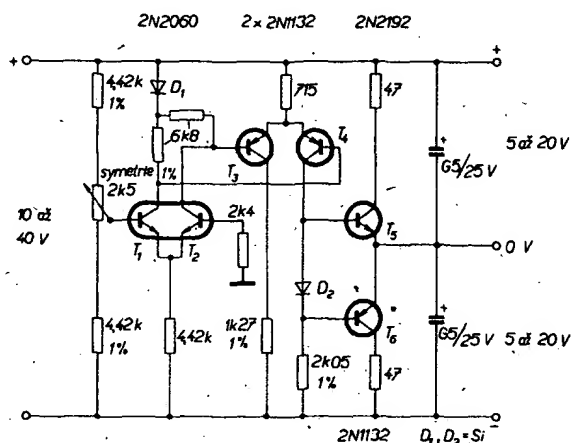 2N2060 2 × 2N1132 2N2192
+ +
4,42k
1%
D₁
715
47
6k8
1%
T₃
T₄
G5/25 V
5 až 20 V
symetrie
2k5
10 až
40 V
T₁ T₂
2k4
T₅
0 V
D₂
T₆
4,42k
1%
4,42k
1k27
1%
2k05
1%
47
G5/25 V
5 až 20 V
2N1132 D₁, D₂ = Si